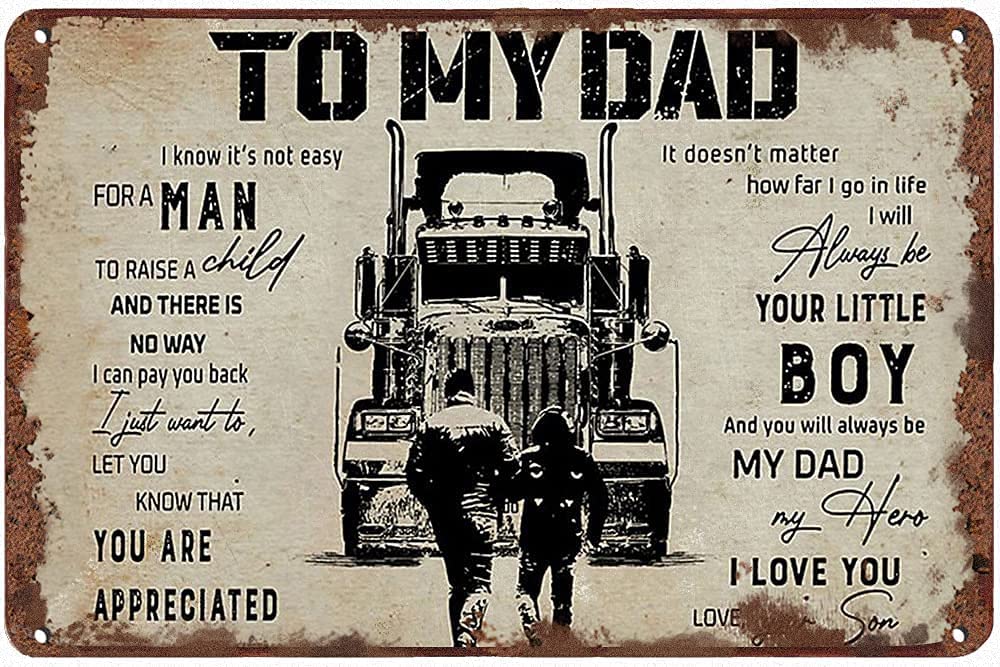 TO MY DAD
I know it's not easy
FOR A MAN
TO RAISE A child
AND THERE IS
NO WAY
I can pay you back
I just want to,
LET YOU
KNOW THAT
YOU ARE
APPRECIATED
It doesn't matter
how far I go in life
I will
Always be
YOUR LITTLE
BOY
And you will always be
MY DAD
my Hero
I LOVE YOU
LOVE, Son